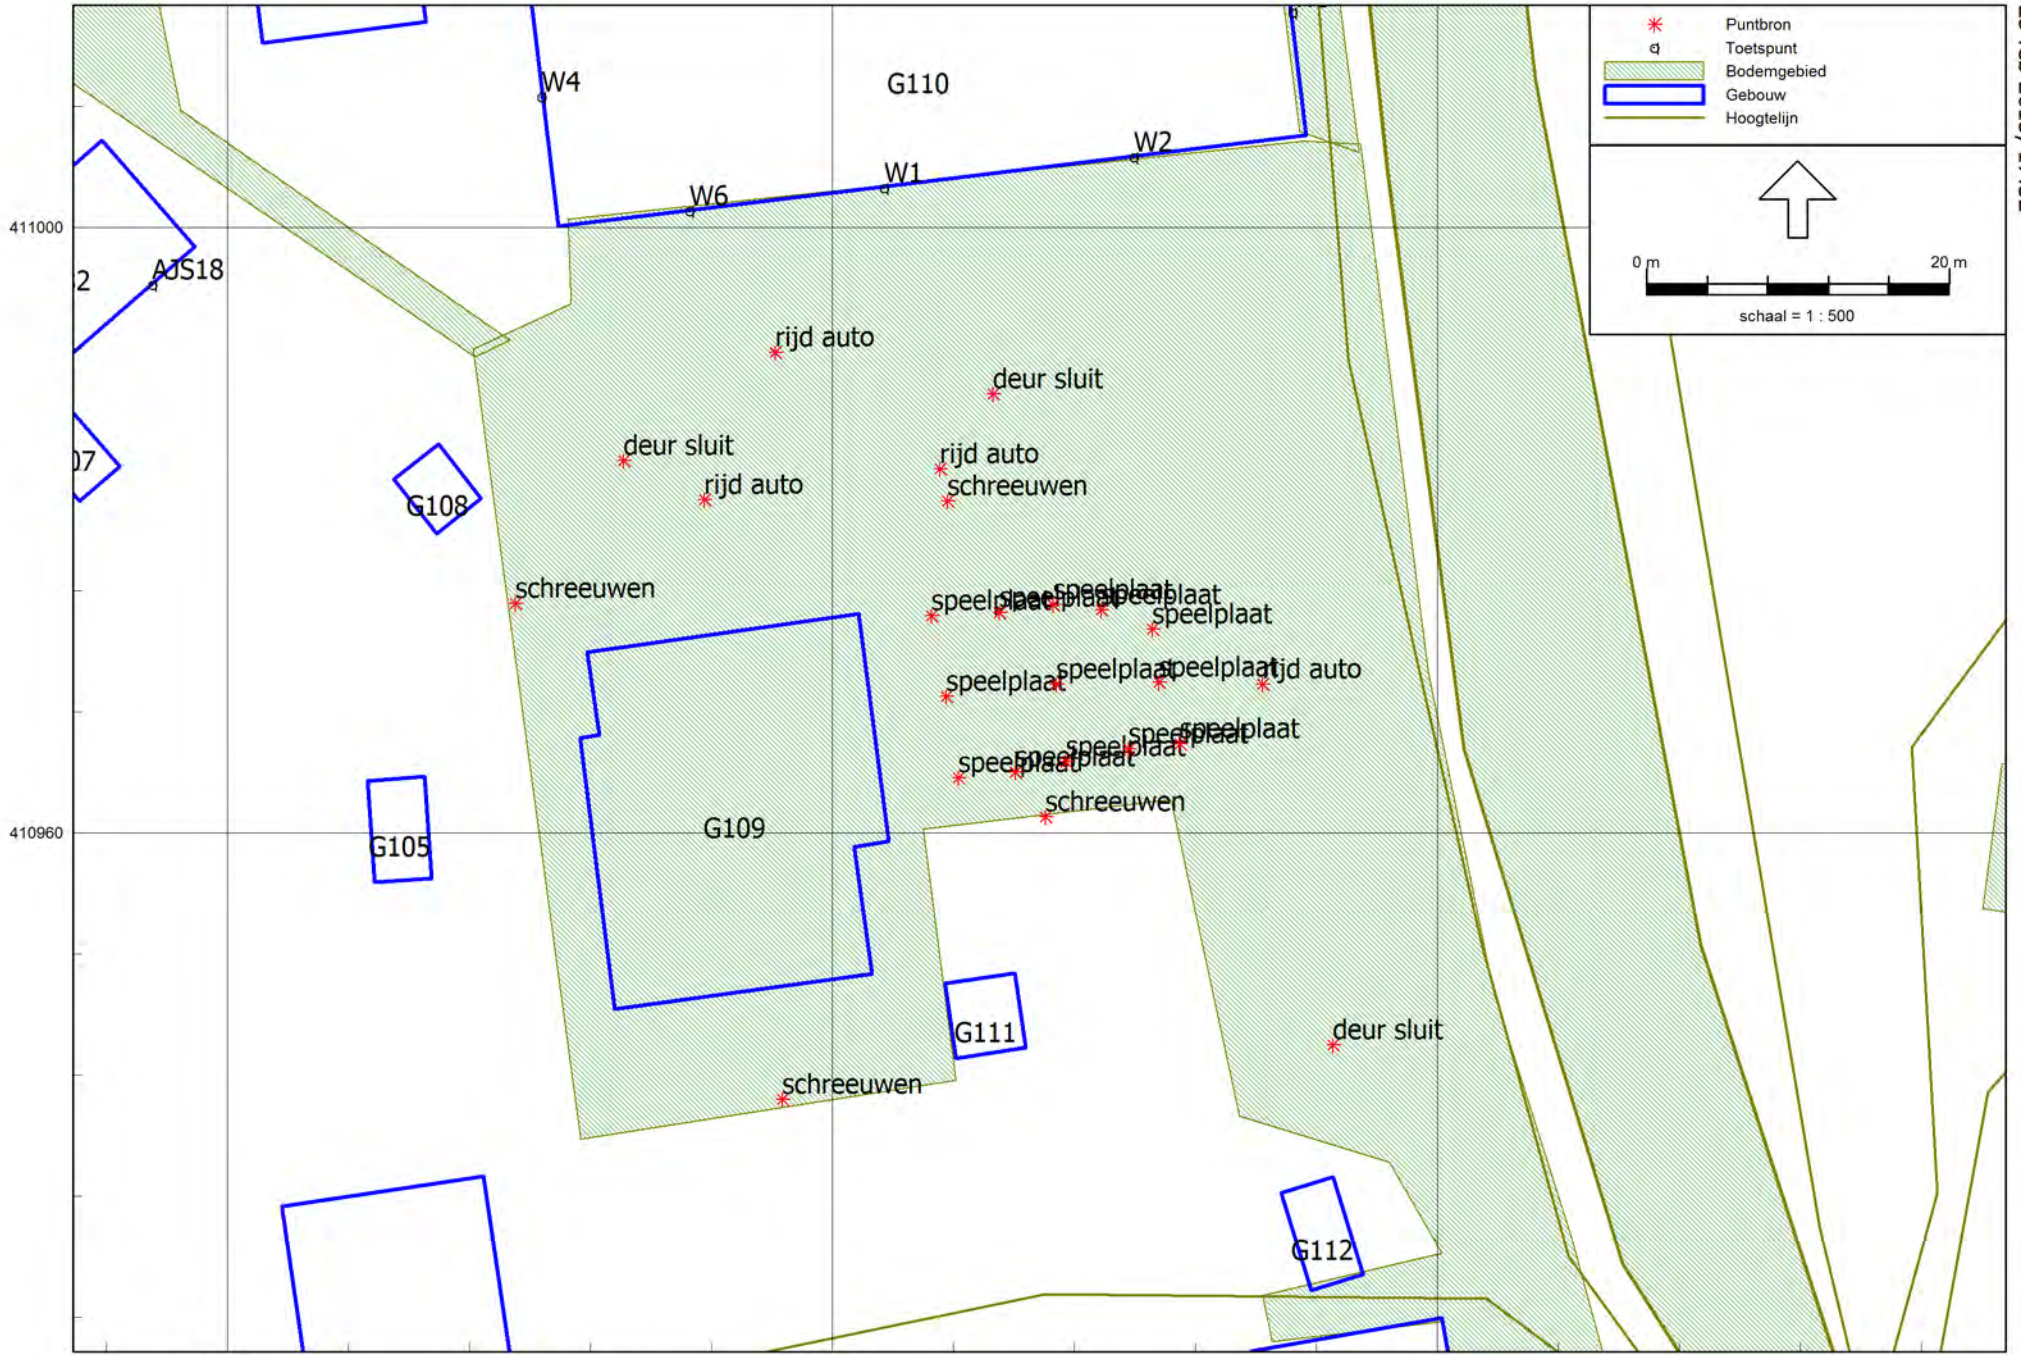 Puntbron
Toetspunt
Bodemgebied
Gebouw
Hoogtelijn
0 m 20 m
schaal = 1 : 500
W4
G110
W2
W1
W6
411000
AJS18
rijd auto
deur sluit
deur sluit
rijd auto
rijd auto
schreeuwen
G108
schreeuwen
speelplaat
speelplaat
speelplaat
speelplaat
speelplaat
speelplaat
speelplaat
speelplaat
rijd auto
speelplaat
speelplaat
speelplaat
speelplaat
speelplaat
schreeuwen
410960
G109
G105
G111
deur sluit
schreeuwen
G112